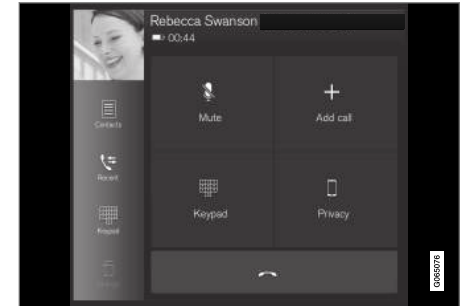 Rebecca Swanson
00:44
Mute
Add call
Contacts
Recent
Keypad
Privacy
Keypad
G065076